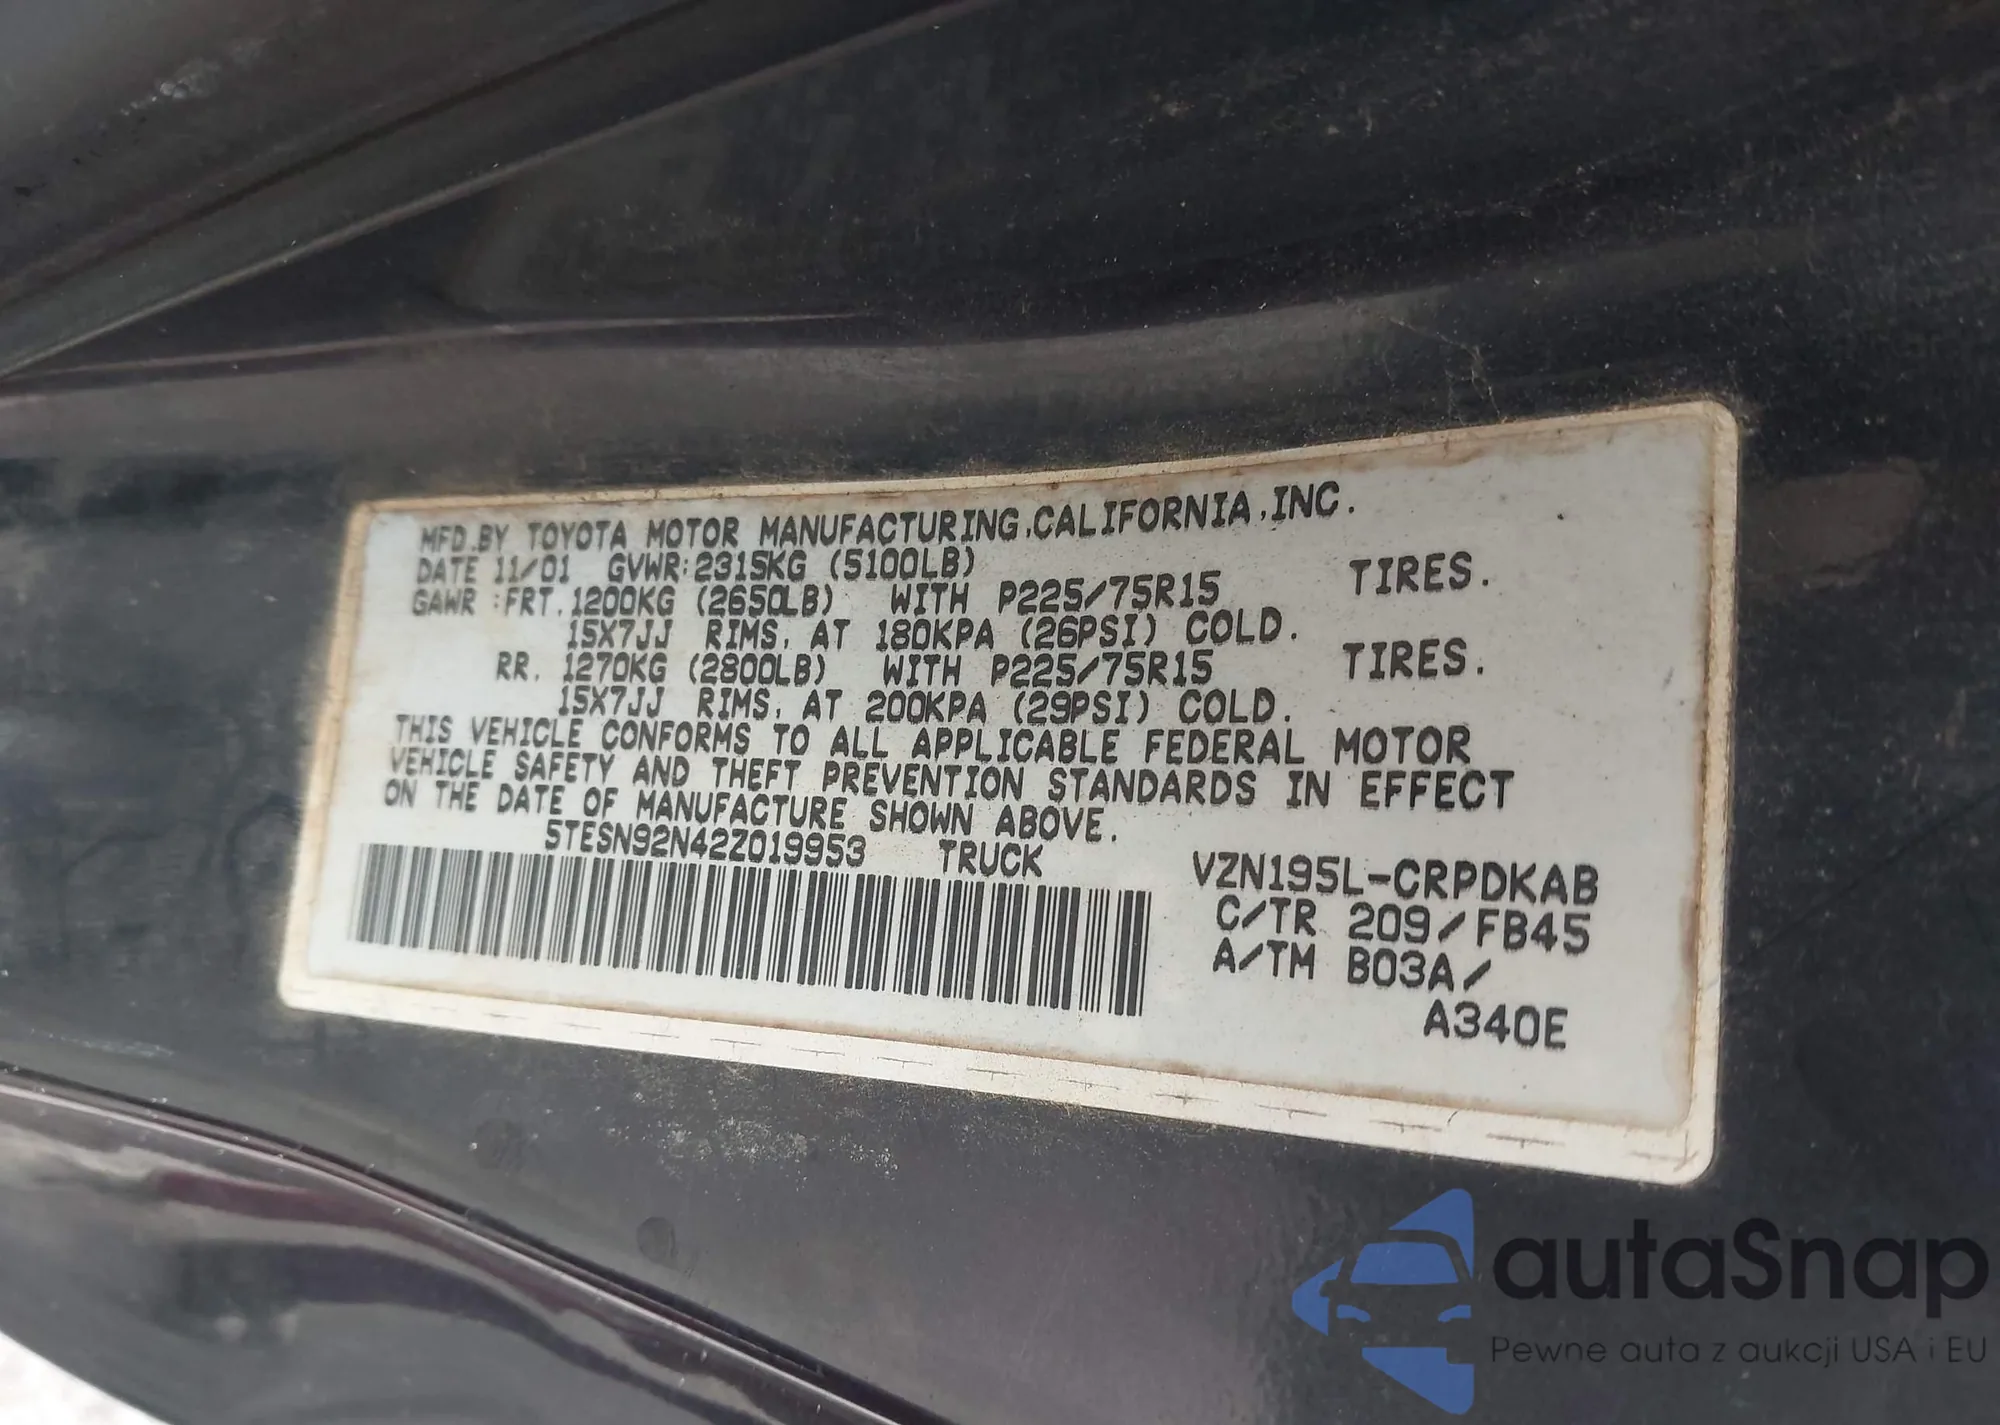 MFD.BY TOYOTA MOTOR MANUFACTURING,CALIFORNIA,INC.
DATE 11/01 GVWR:2315KG (5100LB)
GAWR:FRT. 1200KG (2650LB) WITH P225/75R15 TIRES.
15X7JJ RIMS, AT 180KPA (26PSI) COLD.
RR. 1270KG (2800LB) WITH P225/75R15 TIRES.
15X7JJ RIMS, AT 200KPA (29PSI) COLD.
THIS VEHICLE CONFORMS TO ALL APPLICABLE FEDERAL MOTOR
VEHICLE SAFETY AND THEFT PREVENTION STANDARDS IN EFFECT
ON THE DATE OF MANUFACTURE SHOWN ABOVE.
5TESN92N42Z019953 TRUCK
VZN195L-CRPDKAB
C/TR 209/FB45
A/TM B03A/
A340E
autaSnap
Pewne auta z aukcji USA i EU